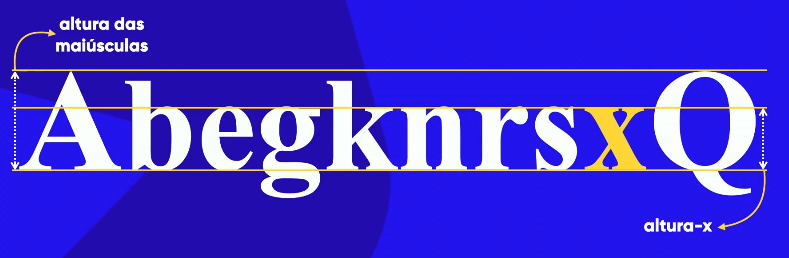 altura das
maiúsculas
AbegknrsxQ
altura-x